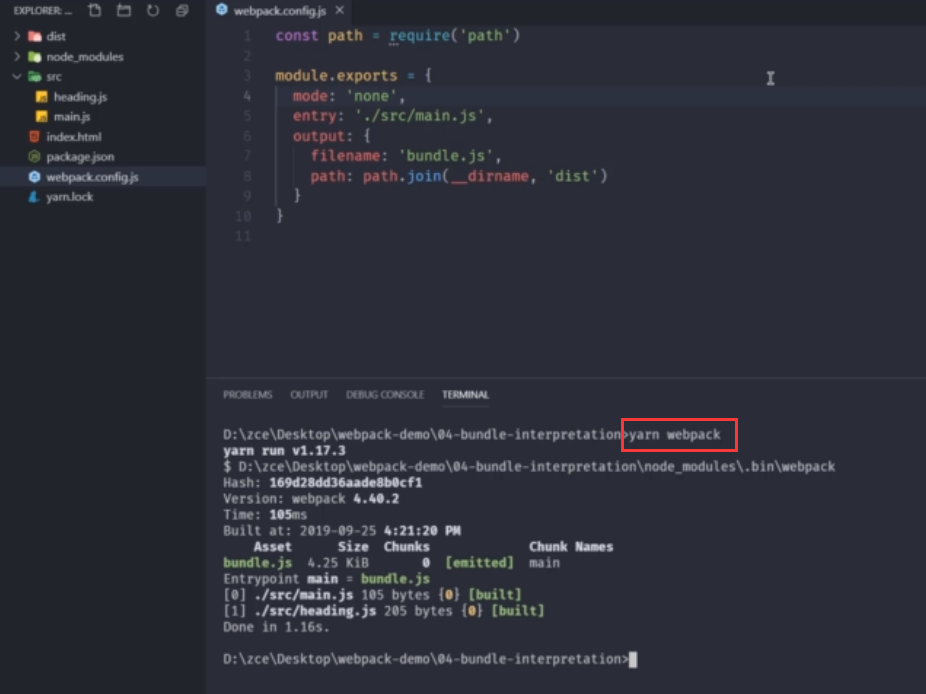 EXPLORER: ...
dist
node_modules
src
heading.js
main.js
index.html
package.json
webpack.config.js
yarn.lock
webpack.config.js
1 const path = require('path')
2
3 module.exports = {
4 mode: 'none',
5 entry: './src/main.js',
6 output: {
7 filename: 'bundle.js',
8 path: path.join(__dirname, 'dist')
9 }
10 }
11
PROBLEMS OUTPUT DEBUG CONSOLE TERMINAL
D:\zce\Desktop\webpack-demo\04-bundle-interpretation>yarn webpack
yarn run v1.17.3
$ D:\zce\Desktop\webpack-demo\04-bundle-interpretation\node_modules\.bin\webpack
Hash: 169d28dd36aade8b0cf1
Version: webpack 4.40.2
Time: 105ms
Built at: 2019-09-25 4:21:20 PM
Asset Size Chunks Chunk Names
bundle.js 4.25 KiB 0 [emitted] main
Entrypoint main = bundle.js
[0] ./src/main.js 105 bytes {0} [built]
[1] ./src/heading.js 205 bytes {0} [built]
Done in 1.16s.
D:\zce\Desktop\webpack-demo\04-bundle-interpretation>